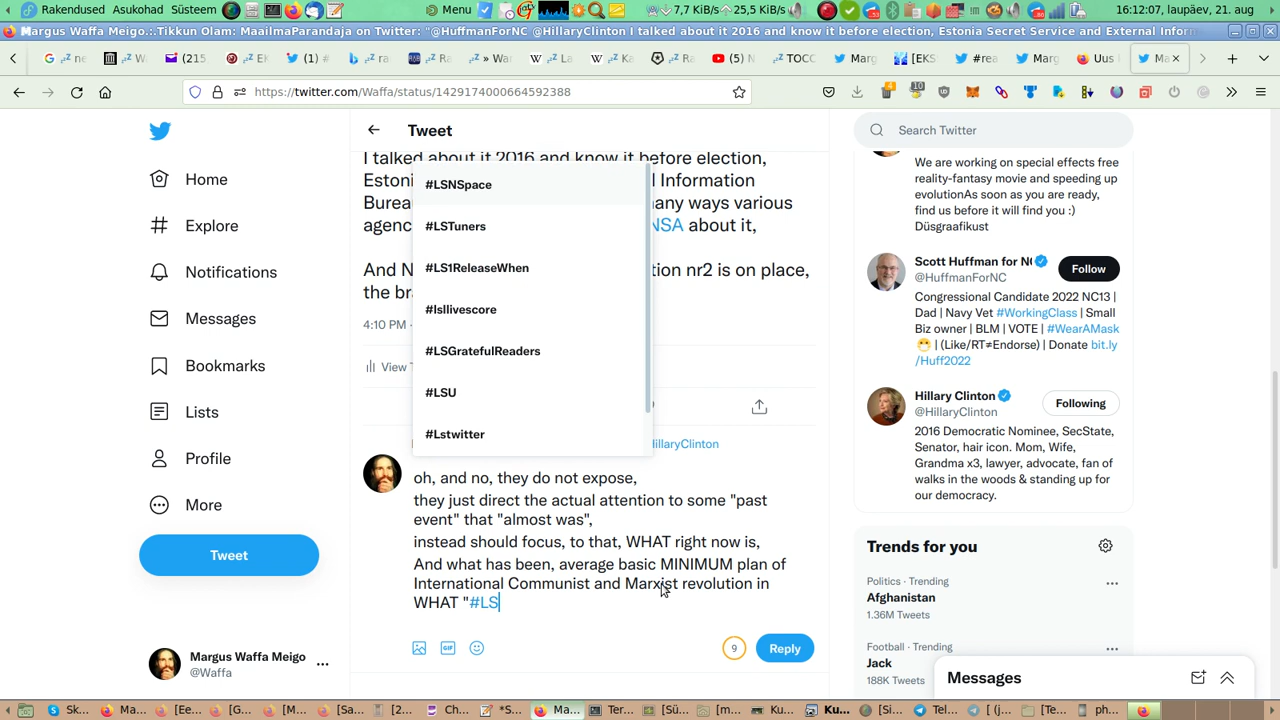 Rakendused Asukohad Süsteem
Menu
7,7 KiB/s
25,5 KiB/s
16:12:07, laupäev, 21. aug
Margus Waffa Meigo.:.Tikkun Olam: MaailmaParandaja on Twitter: "@HuffmanForNC @HillaryClinton I talked about it 2016 and know it before election, Estonia Secret Service and External Inform
https://twitter.com/Waffa/status/1429174000664592388
Home
Explore
Notifications
Messages
Bookmarks
Lists
Profile
More
Tweet
Margus Waffa Meigo
@Waffa
Tweet
I talked about it 2016 and know it before election,
Estoni
l Information
Bureau
many ways various
agenc
NSA about it,
And N
tion nr2 is on place,
the br
4:10 PM
View T
#LSNSpace
#LSTuners
#LS1ReleaseWhen
#lsllivescore
#LSGratefulReaders
#LSU
#Lstwitter
HillaryClinton
oh, and no, they do not expose,
they just direct the actual attention to some "past
event" that "almost was",
instead should focus, to that, WHAT right now is,
And what has been, average basic MINIMUM plan of
International Communist and Marxist revolution in
WHAT "#LS
9
Reply
Search Twitter
We are working on special effects free
reality-fantasy movie and speeding up
evolutionAs soon as you are ready,
find us before it will find you :)
Düsgraafikust
Scott Huffman for N
@HuffmanForNC
Follow
Congressional Candidate 2022 NC13 |
Dad | Navy Vet #WorkingClass | Small
Biz owner | BLM | VOTE | #WearAMask
😷 | (Like/RT≠Endorse) | Donate bit.ly
/Huff2022
Hillary Clinton
@HillaryClinton
Following
2016 Democratic Nominee, SecState,
Senator, hair icon. Mom, Wife,
Grandma x3, lawyer, advocate, fan of
walks in the woods & standing up for
our democracy.
Trends for you
Politics · Trending
Afghanistan
1.36M Tweets
Football · Trending
Jack
188K Tweets
Messages